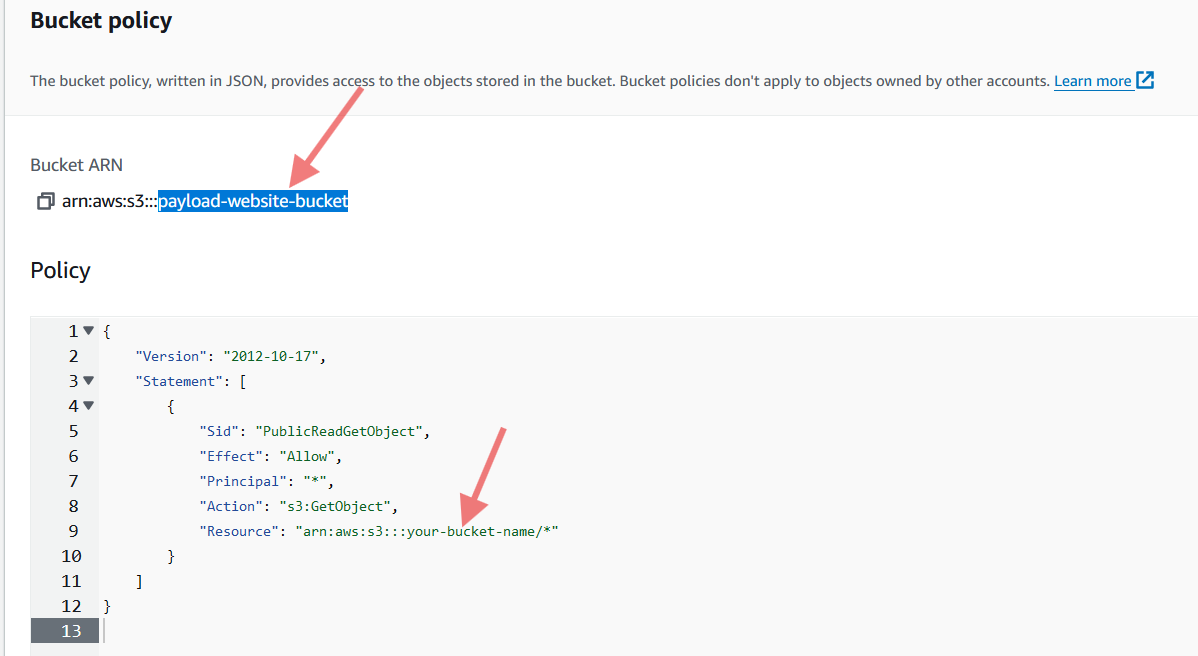 Bucket policy
The bucket policy, written in JSON, provides access to the objects stored in the bucket. Bucket policies don't apply to objects owned by other accounts. Learn more
Bucket ARN
arn:aws:s3:::payload-website-bucket
Policy
1 {
2     "Version": "2012-10-17",
3     "Statement": [
4         {
5             "Sid": "PublicReadGetObject",
6             "Effect": "Allow",
7             "Principal": "*",
8             "Action": "s3:GetObject",
9             "Resource": "arn:aws:s3:::your-bucket-name/*"
10         }
11     ]
12 }
13